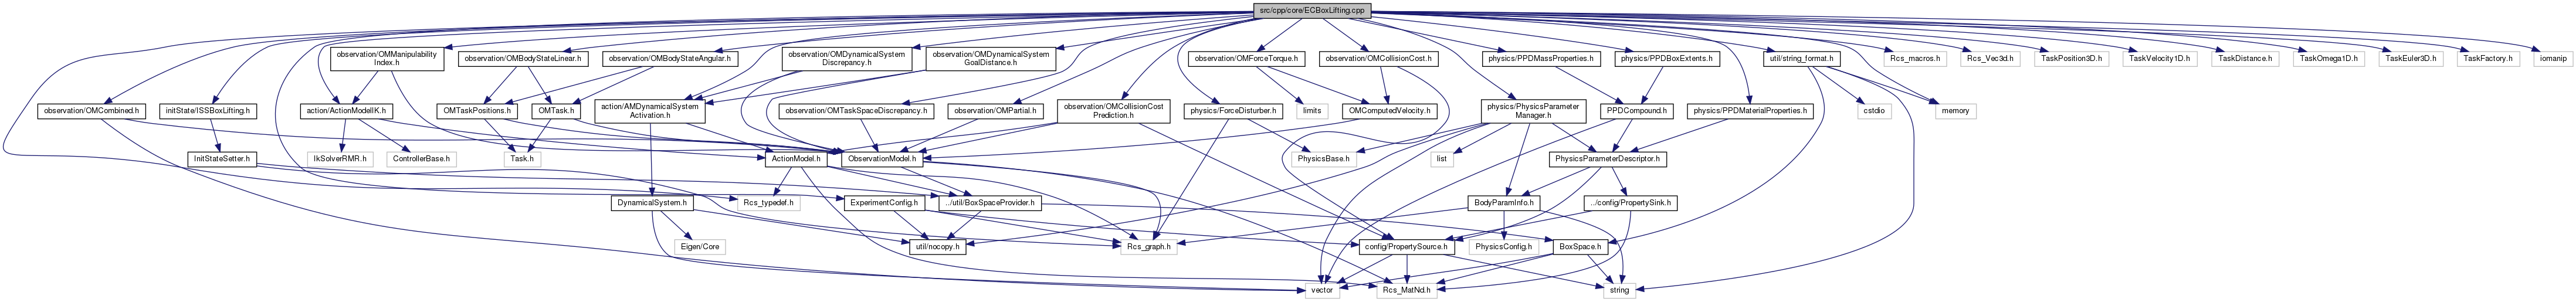 src/cpp/core/ECBoxLifting.cpp
observation/OMManipulability
Index.h
observation/OMBodyStateLinear.h
observation/OMBodyStateAngular.h
observation/OMDynamicalSystem
Discrepancy.h
observation/OMDynamicalSystem
GoalDistance.h
observation/OMForceTorque.h
observation/OMCollisionCost.h
physics/PPDMassProperties.h
physics/PPDBoxExtents.h
util/string_format.h
Rcs_macros.h
Rcs_Vec3d.h
TaskPosition3D.h
TaskVelocity1D.h
TaskDistance.h
TaskOmega1D.h
TaskEuler3D.h
TaskFactory.h
iomanip
observation/OMCombined.h
initState/ISSBoxLifting.h
action/ActionModelIK.h
OMTaskPositions.h
OMTask.h
action/AMDynamicalSystem
Activation.h
observation/OMTaskSpaceDiscrepancy.h
observation/OMPartial.h
observation/OMCollisionCost
Prediction.h
physics/ForceDisturber.h
limits
OMComputedVelocity.h
physics/PhysicsParameter
Manager.h
PPDCompound.h
physics/PPDMaterialProperties.h
cstdio
memory
InitStateSetter.h
IkSolverRMR.h
ControllerBase.h
Task.h
ActionModel.h
ObservationModel.h
PhysicsBase.h
list
PhysicsParameterDescriptor.h
DynamicalSystem.h
Rcs_typedef.h
ExperimentConfig.h
../util/BoxSpaceProvider.h
BodyParamInfo.h
../config/PropertySink.h
Eigen/Core
util/nocopy.h
Rcs_graph.h
config/PropertySource.h
PhysicsConfig.h
BoxSpace.h
vector
Rcs_MatNd.h
string